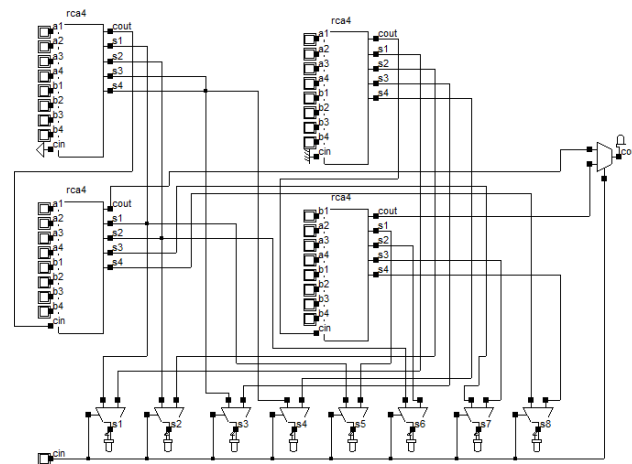 rca4
a1
a2
a3
a4
b1
b2
b3
b4
cin
cout
s1
s2
s3
s4
rca4
a1
a2
a3
a4
b1
b2
b3
b4
cin
cout
s1
s2
s3
s4
rca4
a1
a2
a3
a4
b1
b2
b3
b4
cin
cout
s1
s2
s3
s4
rca4
b1
a2
a3
a4
b1
b2
b3
b4
cin
cout
s1
s2
s3
s4
co
s1
s2
s3
s4
s5
s6
s7
s8
cin